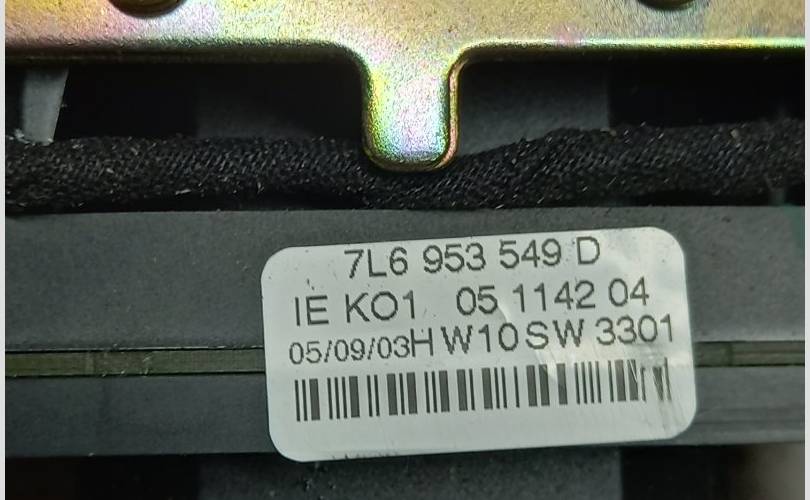 7L6 953 549 D
IE KO1 05 1142 04
05/09/03H W10 SW 3301